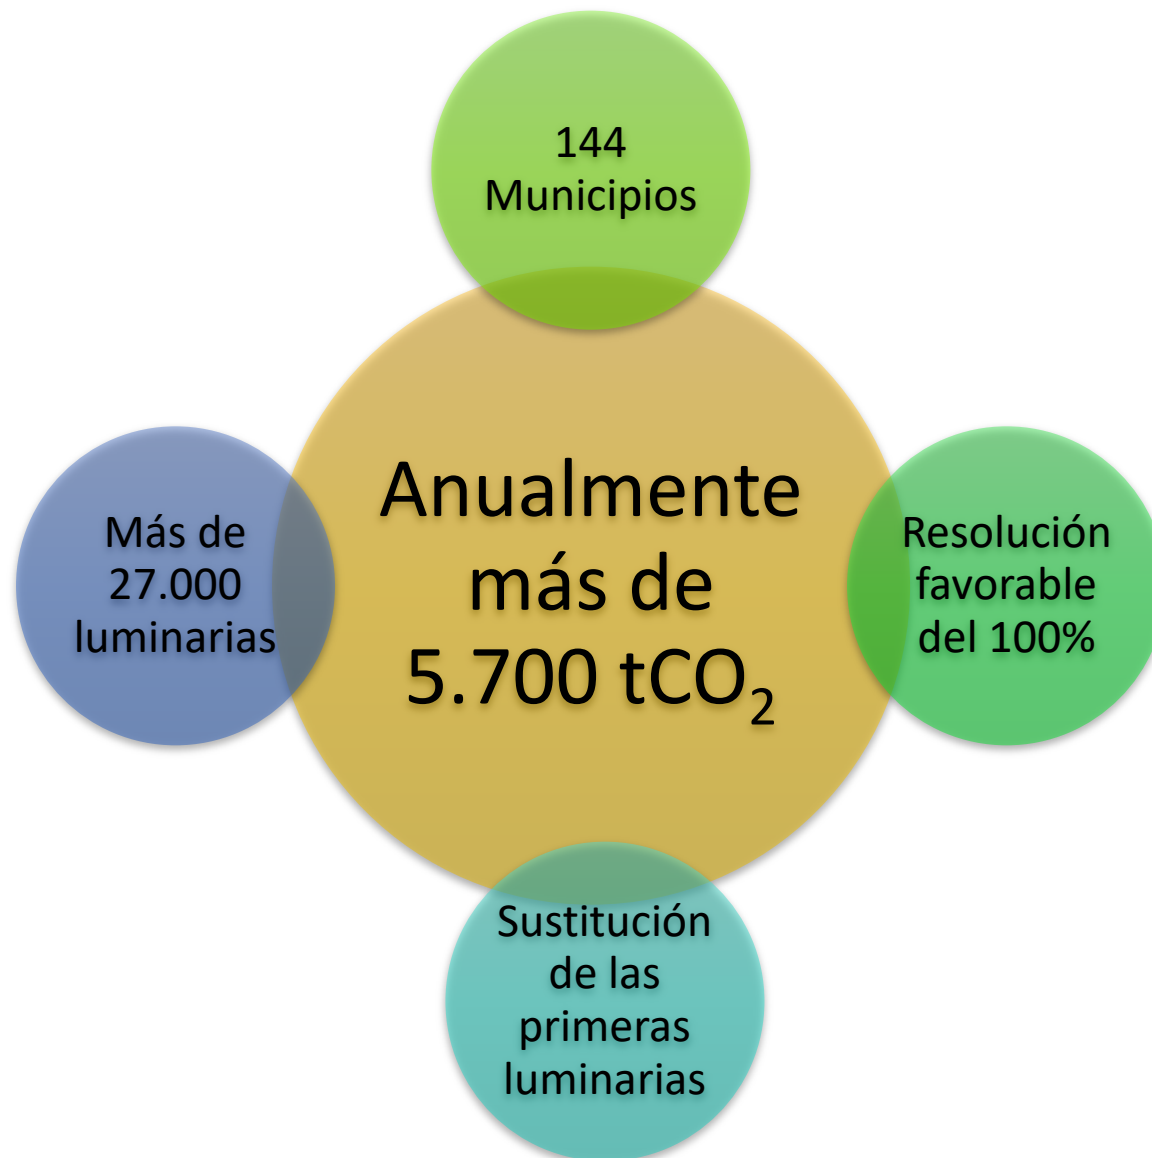 144
Municipios
Más de
27.000
luminarias
Anualmente
más de
5.700 tCO₂
Resolución
favorable
del 100%
Sustitución
de las
primeras
luminarias